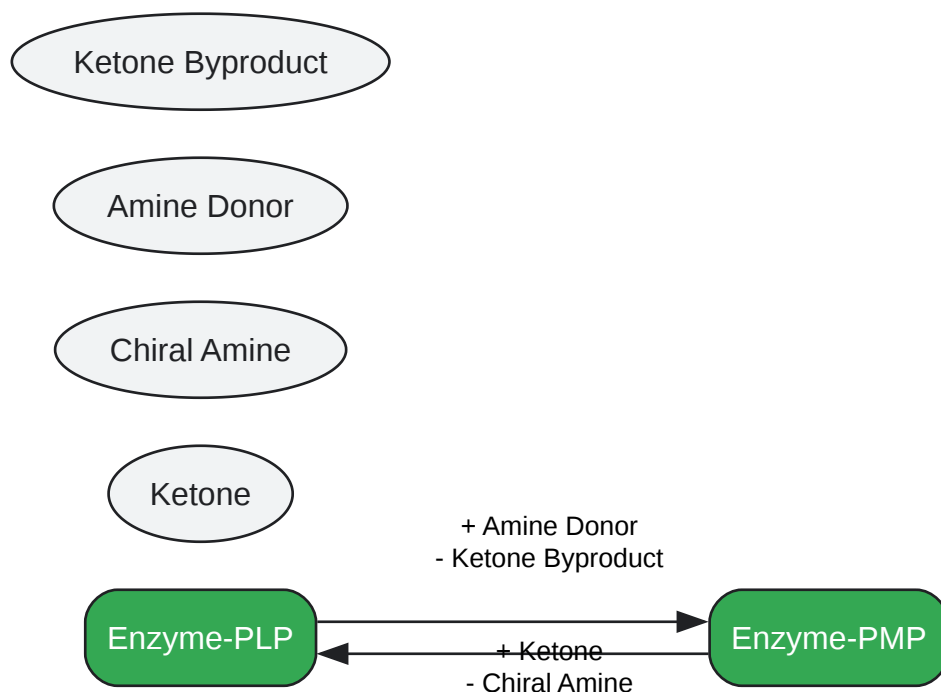 Ketone Byproduct
Amine Donor
Chiral Amine
Ketone
+ Amine Donor
- Ketone Byproduct
Enzyme-PLP
Enzyme-PMP
+ Ketone
- Chiral Amine